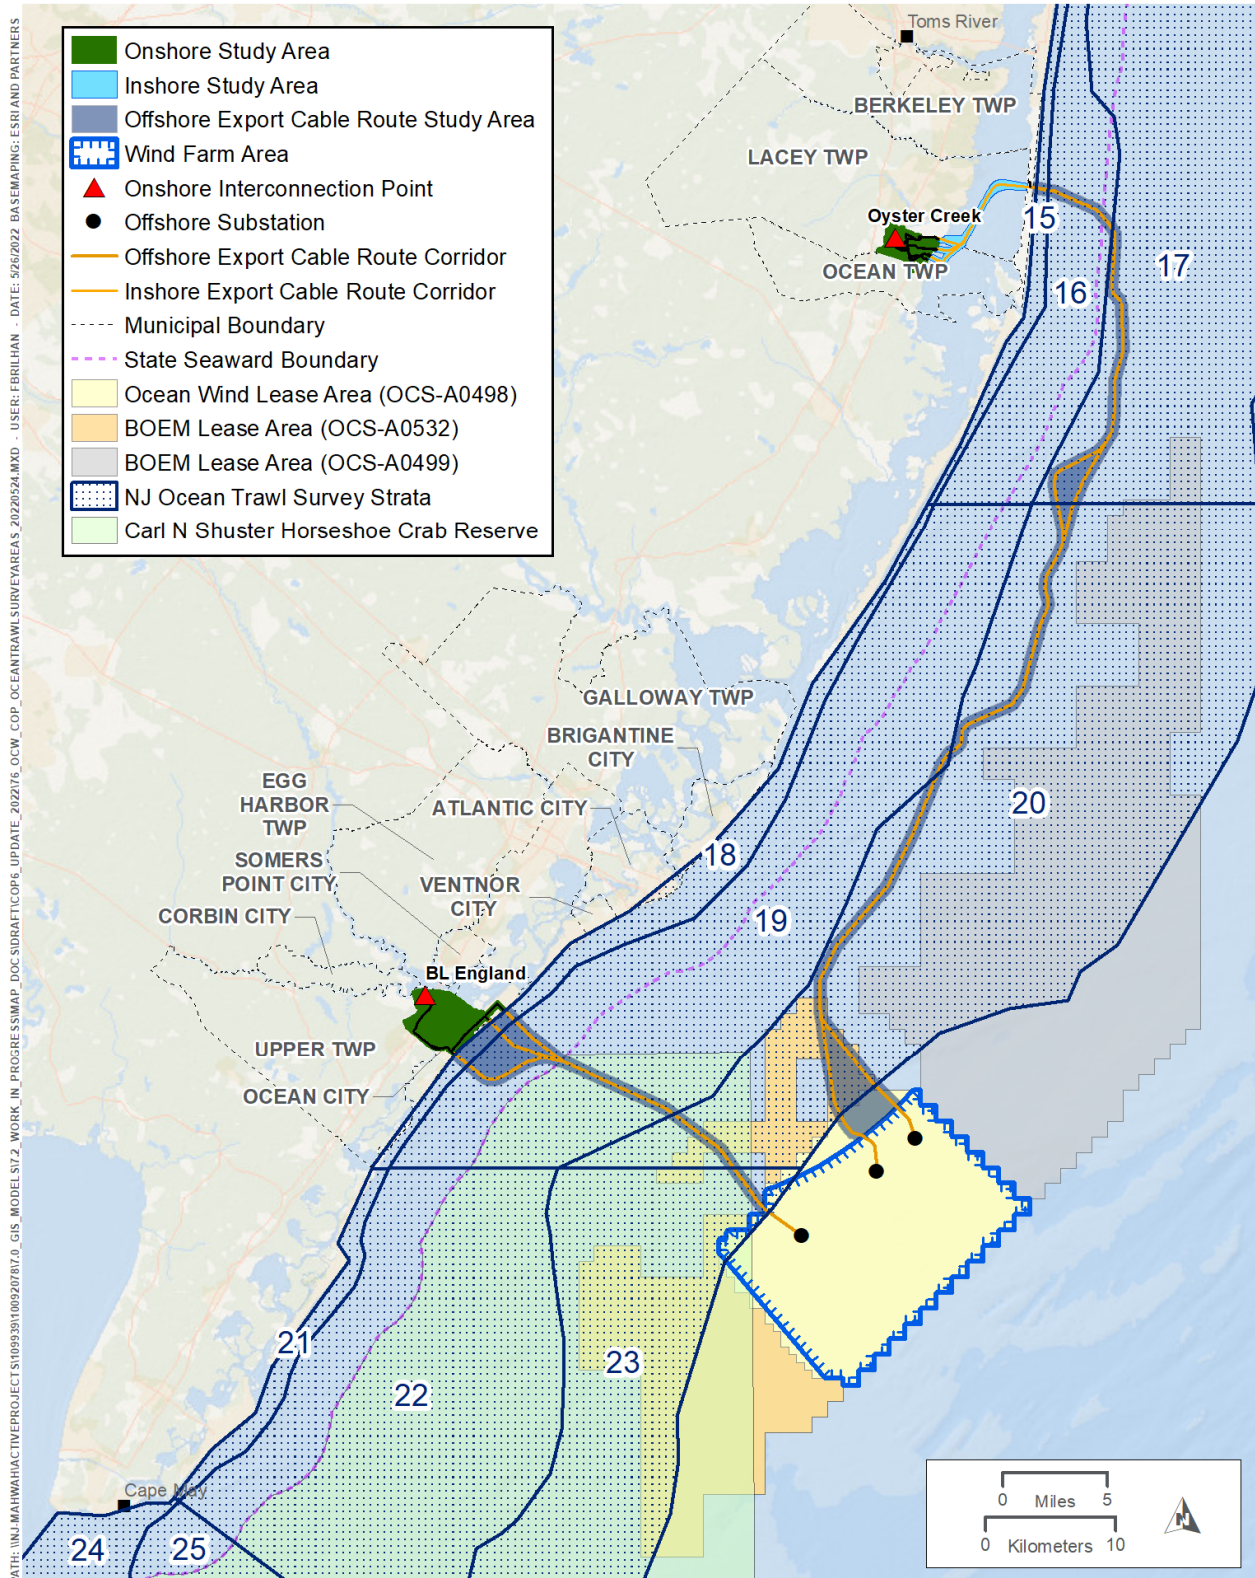 Onshore Study Area
Inshore Study Area
Offshore Export Cable Route Study Area
Wind Farm Area
Onshore Interconnection Point
Offshore Substation
Offshore Export Cable Route Corridor
Inshore Export Cable Route Corridor
Municipal Boundary
State Seaward Boundary
Ocean Wind Lease Area (OCS-A0498)
BOEM Lease Area (OCS-A0532)
BOEM Lease Area (OCS-A0499)
NJ Ocean Trawl Survey Strata
Carl N Shuster Horseshoe Crab Reserve
Toms River
BERKELEY TWP
LACEY TWP
Oyster Creek
15
OCEAN TWP
17
16
GALLOWAY TWP
BRIGANTINE
CITY
EGG
HARBOR
TWP
ATLANTIC CITY
20
SOMERS
POINT CITY
18
VENTNOR
CITY
CORBIN CITY
19
BL England
UPPER TWP
OCEAN CITY
21
23
22
Cape May
24
25
0 Miles 5
0 Kilometers 10
N